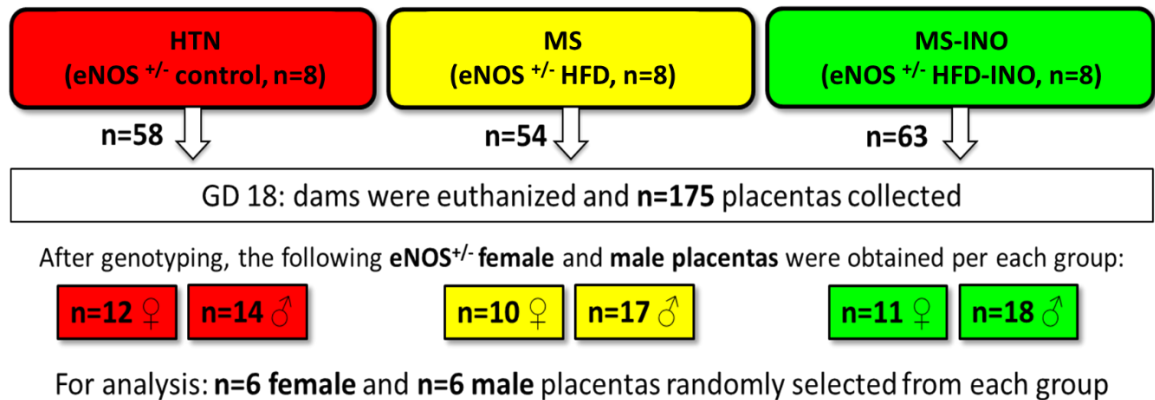 HTN
(eNOS +/- control, n=8)
MS
(eNOS +/- HFD, n=8)
MS-INO
(eNOS +/- HFD-INO, n=8)
n=58
n=54
n=63
GD 18: dams were euthanized and n=175 placentas collected
After genotyping, the following eNOS+/- female and male placentas were obtained per each group:
n=12 ♀
n=14 ♂
n=10 ♀
n=17 ♂
n=11 ♀
n=18 ♂
For analysis: n=6 female and n=6 male placentas randomly selected from each group